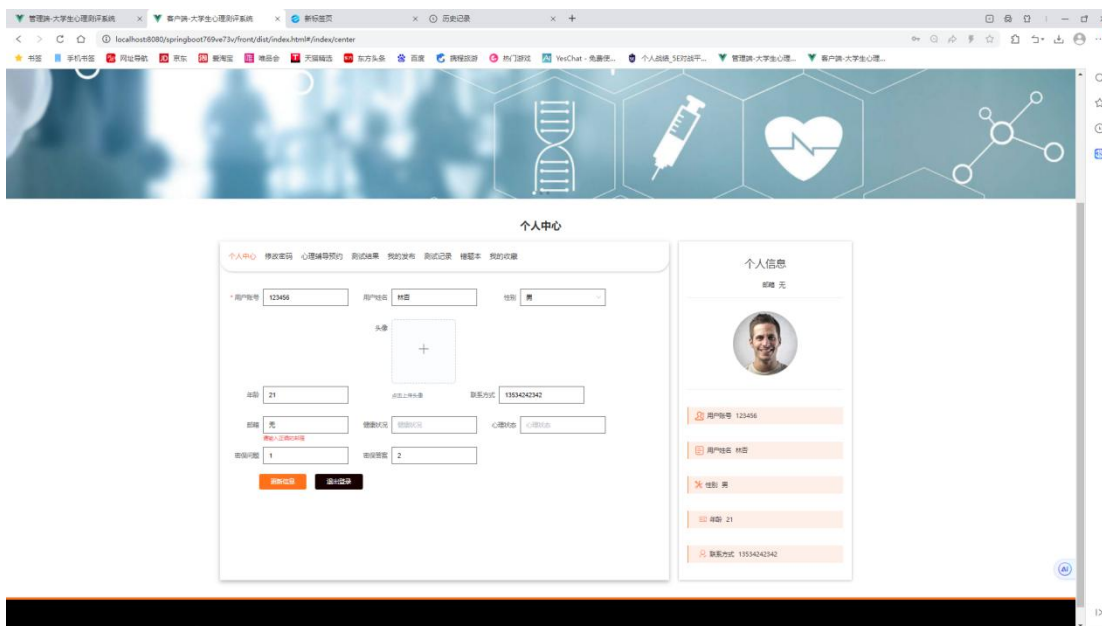 管理端-大学生心理测评系统 × 客户端-大学生心理测评系统 × 新标签页 × 历史记录 × +
localhost:8080/springboot769ve73v/front/dist/index.html#/index/center
书签 手机书签 网址导航 京东 爱淘宝 唯品会 天猫精选 东方头条 百度 携程旅游 热门游戏 YesChat - 免费使... 个人战绩_5E对战平... 管理端-大学生心理... 客户端-大学生心理...
个人中心
个人中心 修改密码 心理辅导预约 测试结果 我的发布 测试记录 错题本 我的收藏
* 用户账号 123456 用户姓名 性别 男
头像
+
点击上传头像
年龄 21 联系方式 13534242342
邮箱 无 健康状况 健康状况 心理状态 心理状态
请输入正确的邮箱
密保问题 1 密保答案 2
更新信息 退出登录
个人信息
邮箱 无
用户账号 123456
用户姓名
性别 男
年龄 21
联系方式 13534242342
Ai